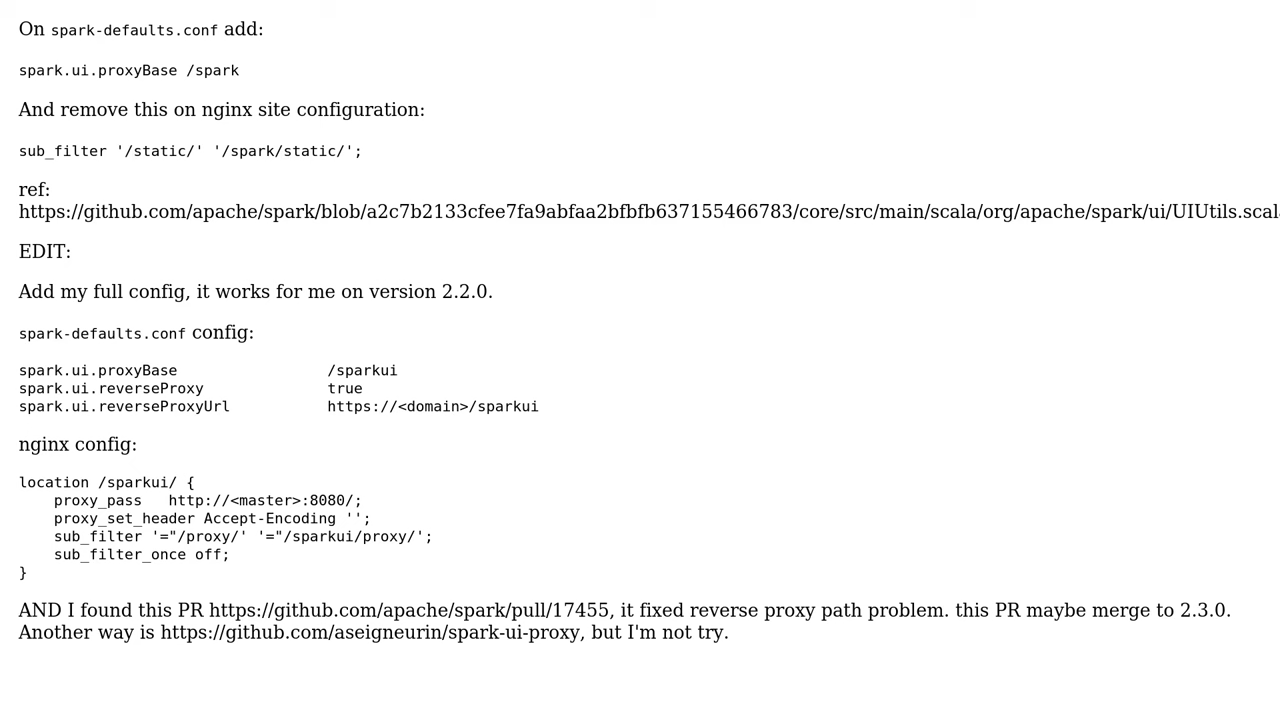 On spark-defaults.conf add:
spark.ui.proxyBase /spark
And remove this on nginx site configuration:
sub_filter '/static/' '/spark/static/';
ref:
https://github.com/apache/spark/blob/a2c7b2133cfee7fa9abfaa2bfbfb637155466783/core/src/main/scala/org/apache/spark/ui/UIUtils.scal
EDIT:
Add my full config, it works for me on version 2.2.0.
spark-defaults.conf config:
spark.ui.proxyBase                 /sparkui
spark.ui.reverseProxy              true
spark.ui.reverseProxyUrl           https://<domain>/sparkui
nginx config:
location /sparkui/ {
    proxy_pass   http://<master>:8080/;
    proxy_set_header Accept-Encoding '';
    sub_filter '="/proxy/' '="/sparkui/proxy/';
    sub_filter_once off;
}
AND I found this PR https://github.com/apache/spark/pull/17455, it fixed reverse proxy path problem. this PR maybe merge to 2.3.0.
Another way is https://github.com/aseigneurin/spark-ui-proxy, but I'm not try.